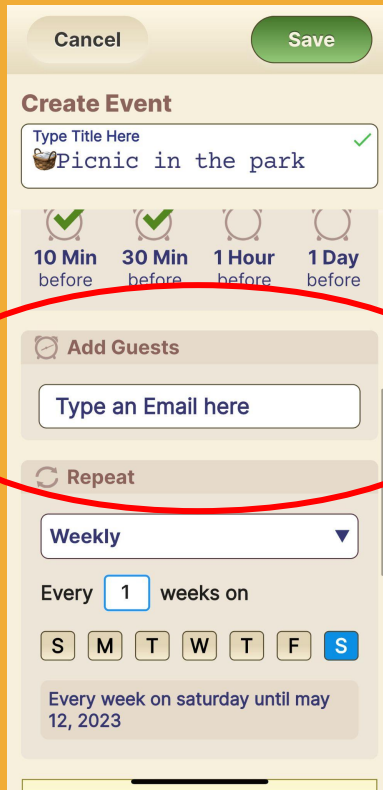 Cancel
Save
Create Event
Type Title Here
🧺Picnic in the park
10 Min 30 Min 1 Hour 1 Day
before before before before
Add Guests
Type an Email here
Repeat
Weekly
Every 1 weeks on
S M T W T F S
Every week on saturday until may
12, 2023